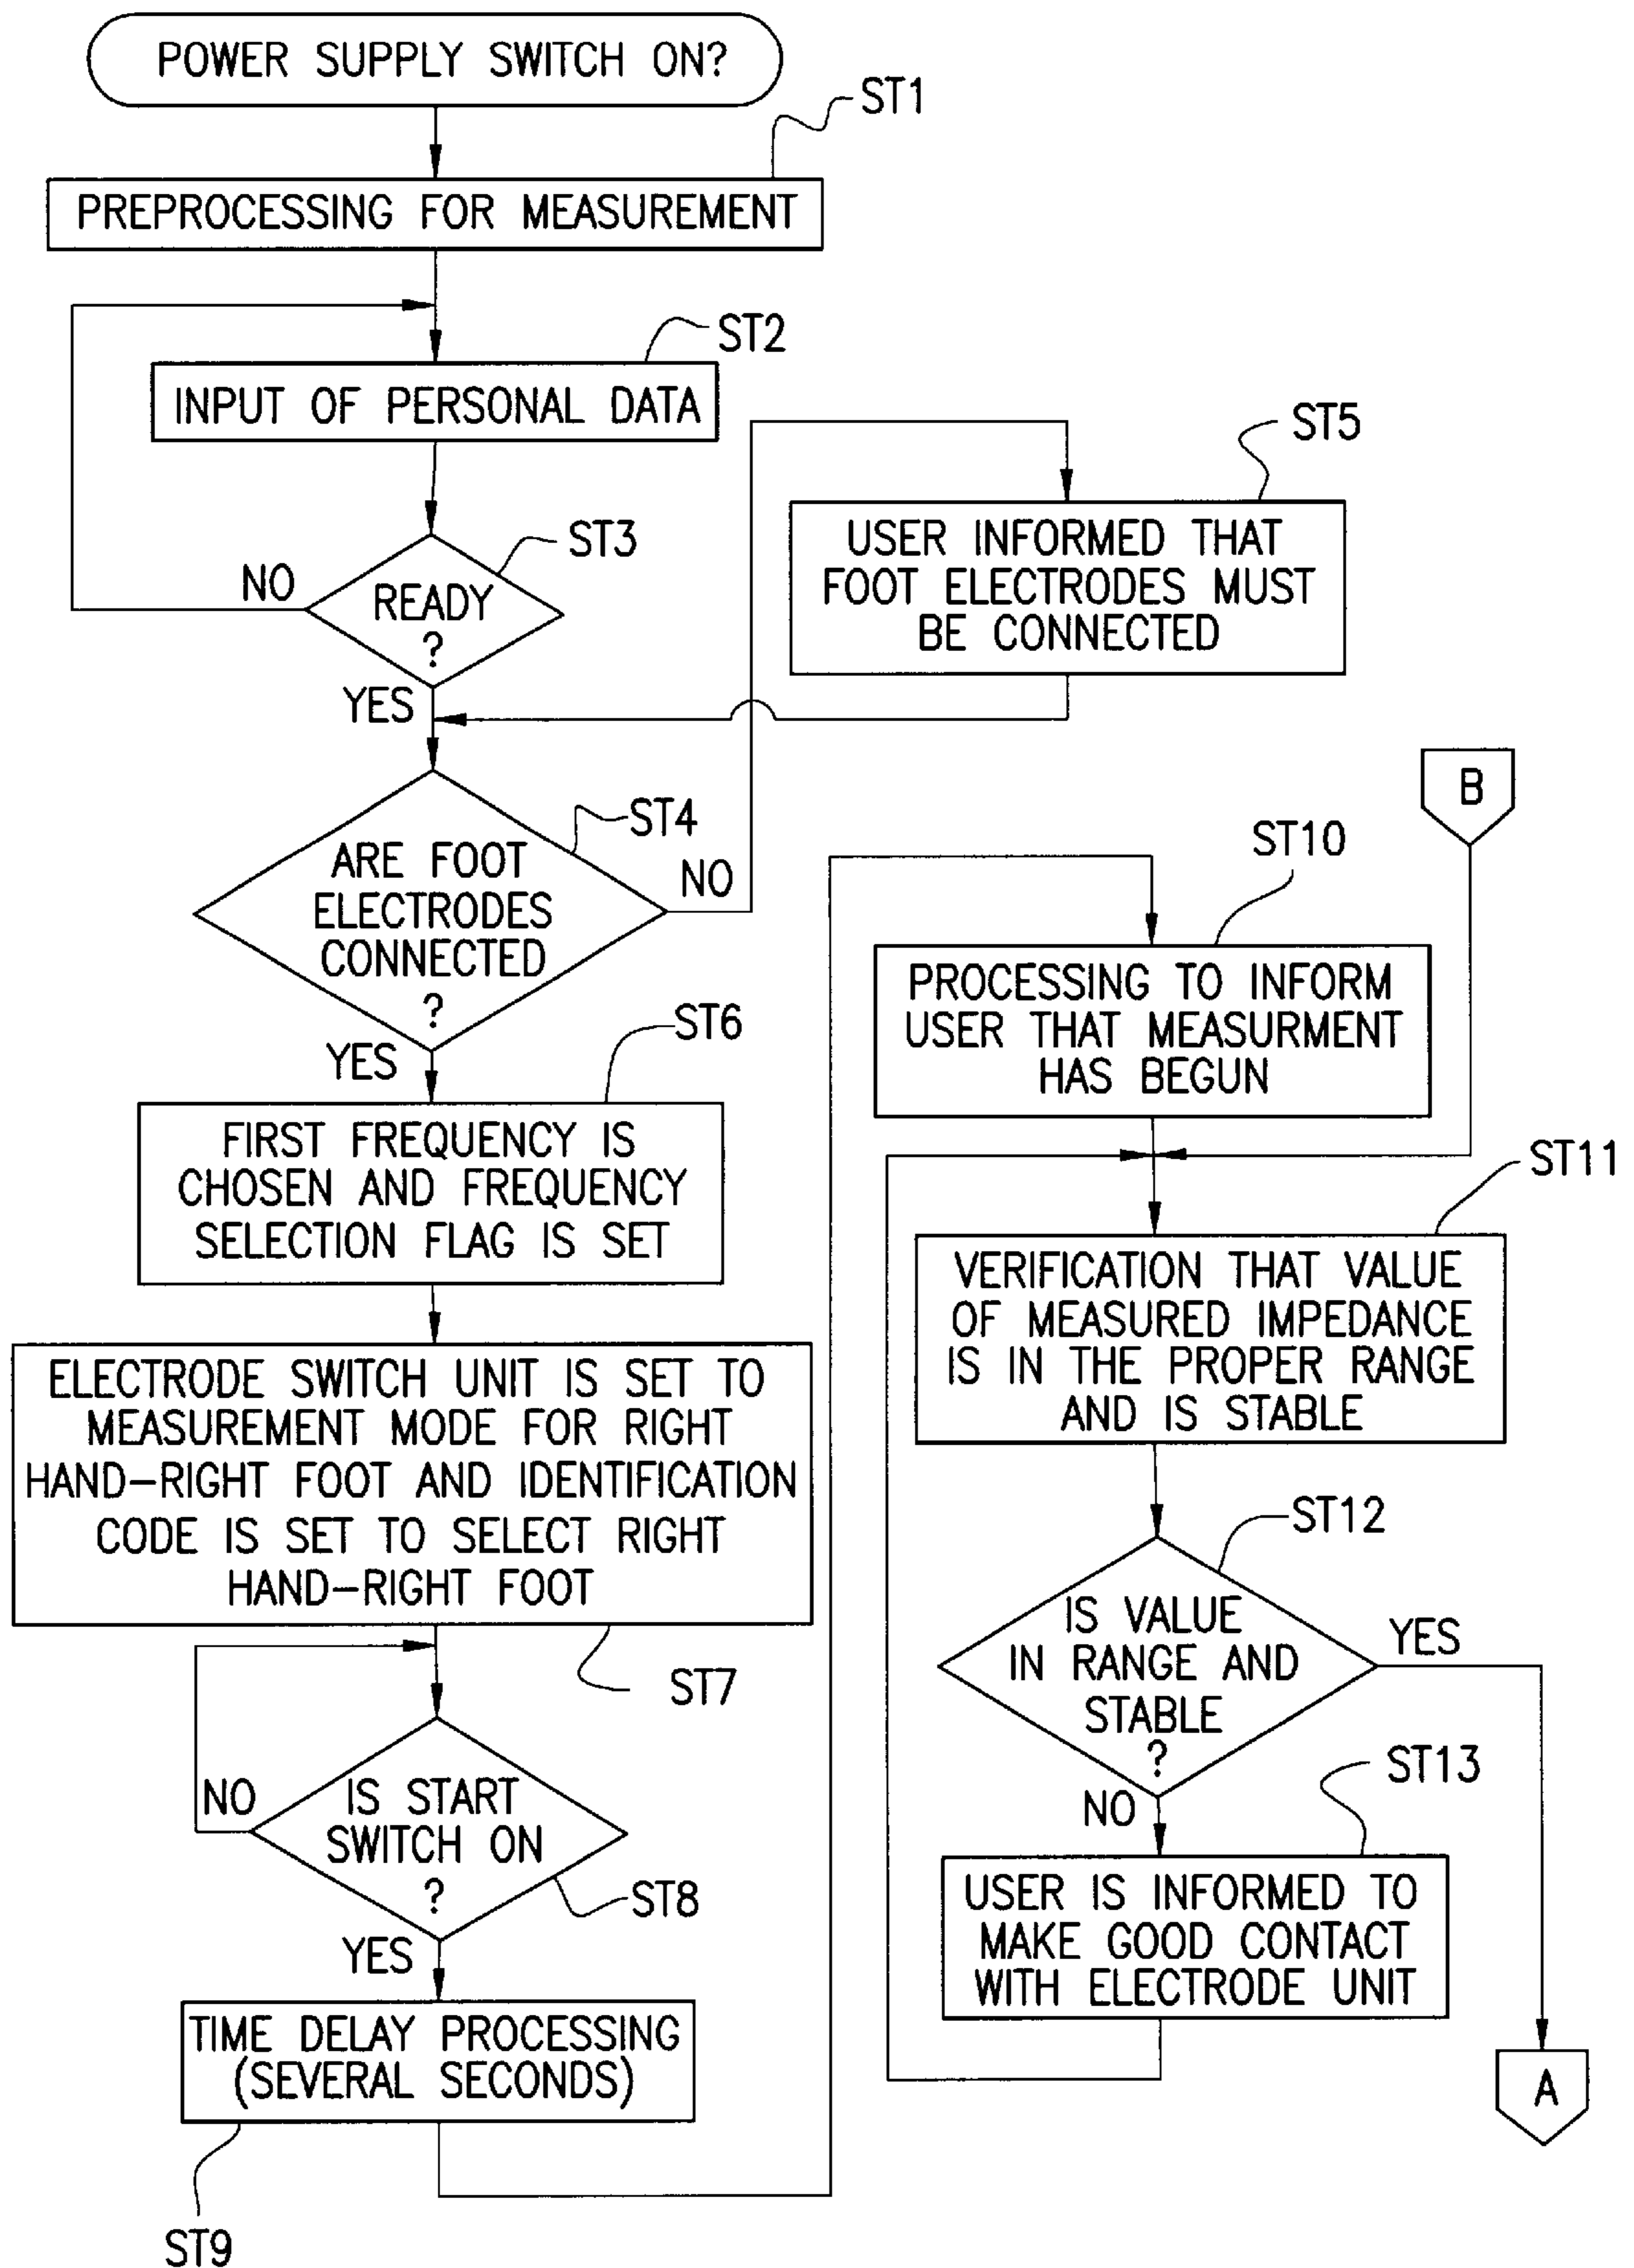 POWER SUPPLY SWITCH ON?
ST1
PREPROCESSING FOR MEASUREMENT
ST2
INPUT OF PERSONAL DATA
ST3
NO
READY
?
YES
ST5
USER INFORMED THAT
FOOT ELECTRODES MUST
BE CONNECTED
ST4
ARE FOOT
ELECTRODES
CONNECTED
?
NO
YES
ST6
FIRST FREQUENCY IS
CHOSEN AND FREQUENCY
SELECTION FLAG IS SET
ELECTRODE SWITCH UNIT IS SET TO
MEASUREMENT MODE FOR RIGHT
HAND-RIGHT FOOT AND IDENTIFICATION
CODE IS SET TO SELECT RIGHT
HAND-RIGHT FOOT
ST7
NO
IS START
SWITCH ON
?
ST8
YES
TIME DELAY PROCESSING
(SEVERAL SECONDS)
ST9
B
ST10
PROCESSING TO INFORM
USER THAT MEASURMENT
HAS BEGUN
ST11
VERIFICATION THAT VALUE
OF MEASURED IMPEDANCE
IS IN THE PROPER RANGE
AND IS STABLE
ST12
IS VALUE
IN RANGE AND
STABLE
?
YES
NO
ST13
USER IS INFORMED TO
MAKE GOOD CONTACT
WITH ELECTRODE UNIT
A